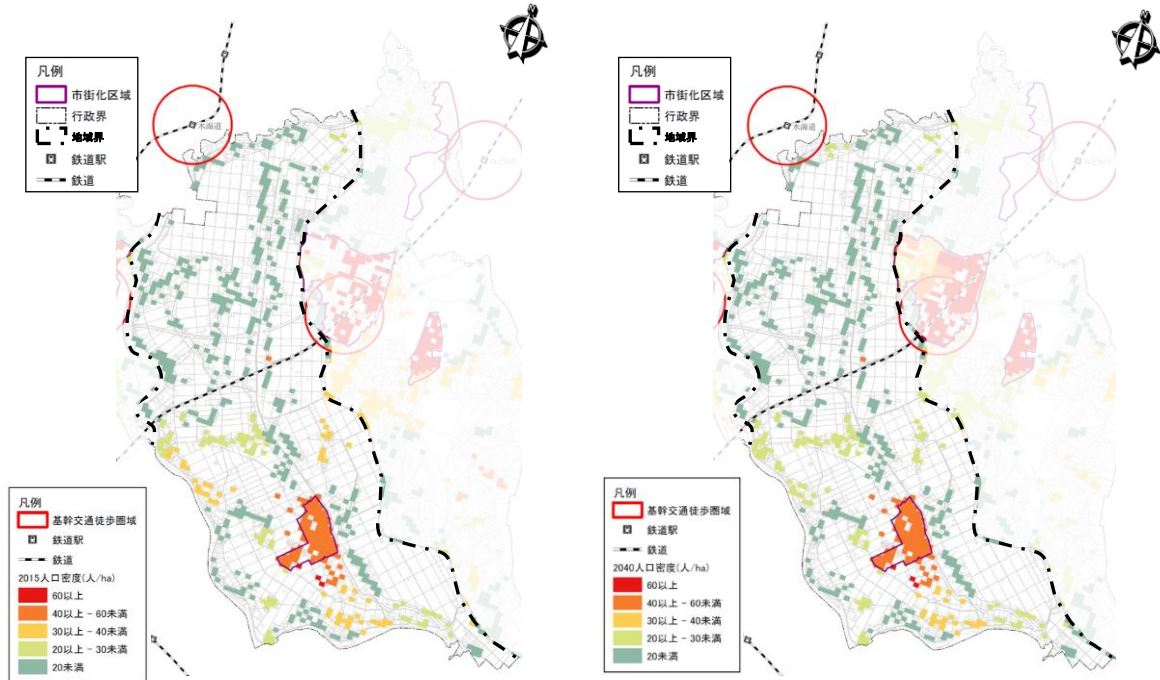 凡例
市街化区域
行政界
地域界
鉄道駅
鉄道
水海道
凡例
基幹交通徒歩圏域
鉄道駅
鉄道
2015人口密度(人/ha)
60以上
40以上 - 60未満
30以上 - 40未満
20以上 - 30未満
20未満
凡例
市街化区域
行政界
地域界
鉄道駅
鉄道
水海道
凡例
基幹交通徒歩圏域
鉄道駅
鉄道
2040人口密度(人/ha)
60以上
40以上 - 60未満
30以上 - 40未満
20以上 - 30未満
20未満